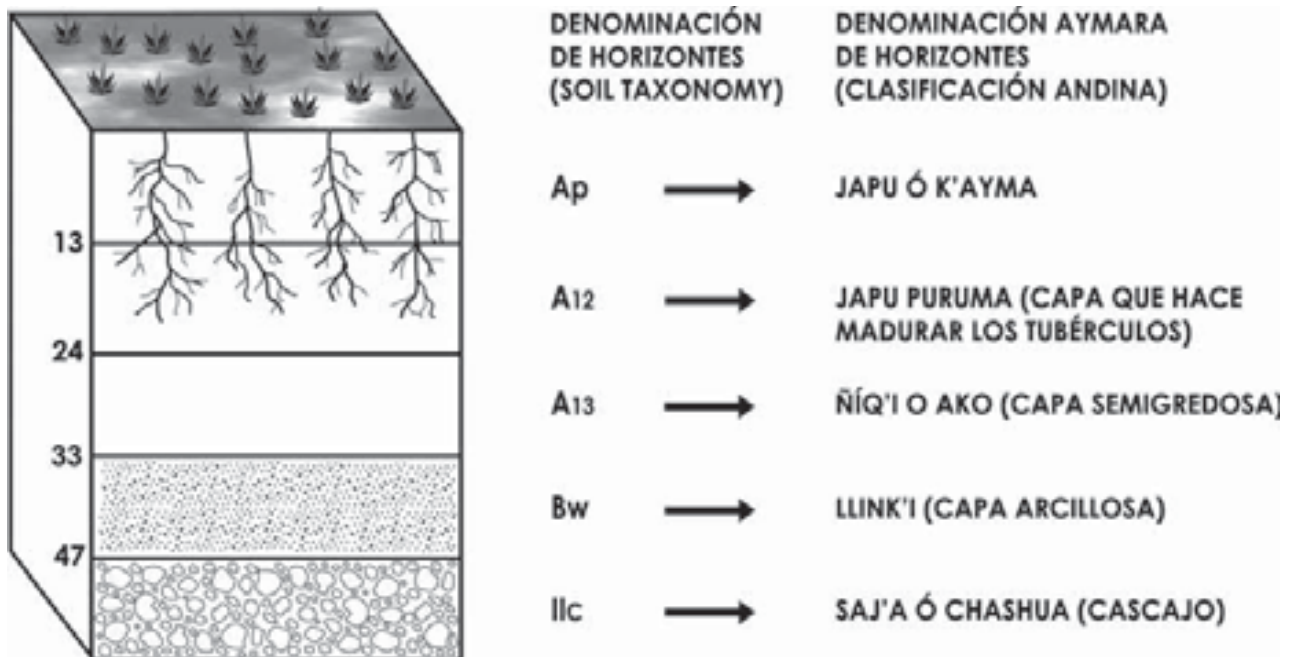 DENOMINACIÓN
DE HORIZONTES
(SOIL TAXONOMY)
DENOMINACIÓN AYMARA
DE HORIZONTES
(CLASIFICACIÓN ANDINA)
Ap
JAPU Ó K'AYMA
13
A12
JAPU PURUMA (CAPA QUE HACE
MADURAR LOS TUBÉRCULOS)
24
A13
ÑÍQ'I O AKO (CAPA SEMIGREDOSA)
33
Bw
LLINK'I (CAPA ARCILLOSA)
47
IIc
SAJ'A Ó CHASHUA (CASCAJO)